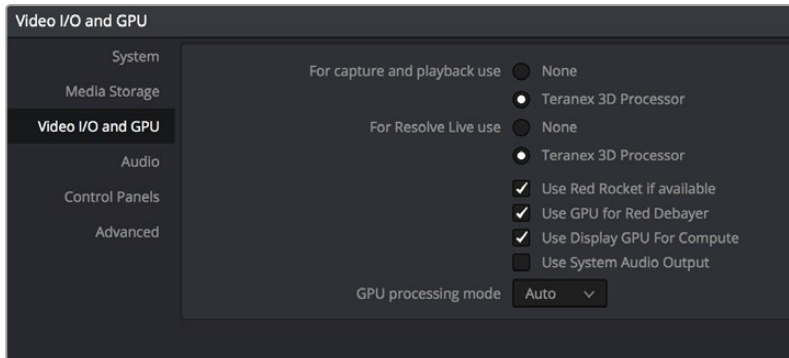 Video I/O and GPU
System
Media Storage
Video I/O and GPU
Audio
Control Panels
Advanced
For capture and playback use None
Teranex 3D Processor
For Resolve Live use None
Teranex 3D Processor
Use Red Rocket if available
Use GPU for Red Debayer
Use Display GPU For Compute
Use System Audio Output
GPU processing mode Auto